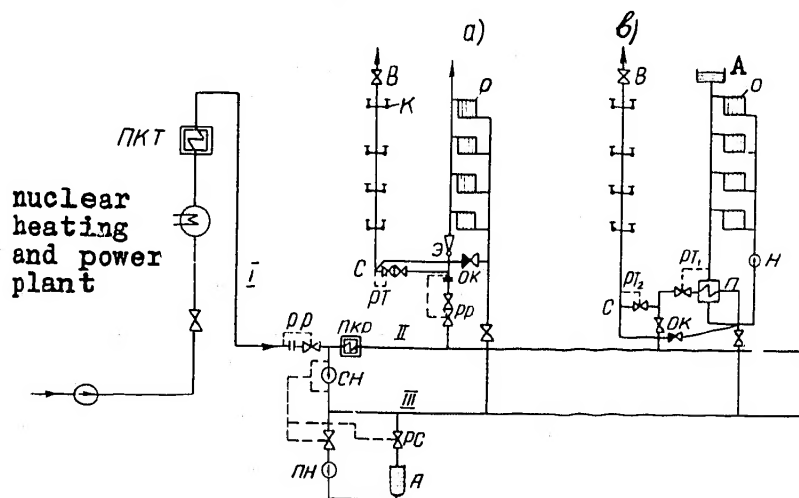 а)
в)
В
К
О
В
А
О
ПКТ
nuclear
heating
and power
plant
I
С
РТ
Э
ОК
РР
РТ₁
РТ₂
П
Н
С
ОК
РР
ПКР
II
СН
III
РС
ПН
А